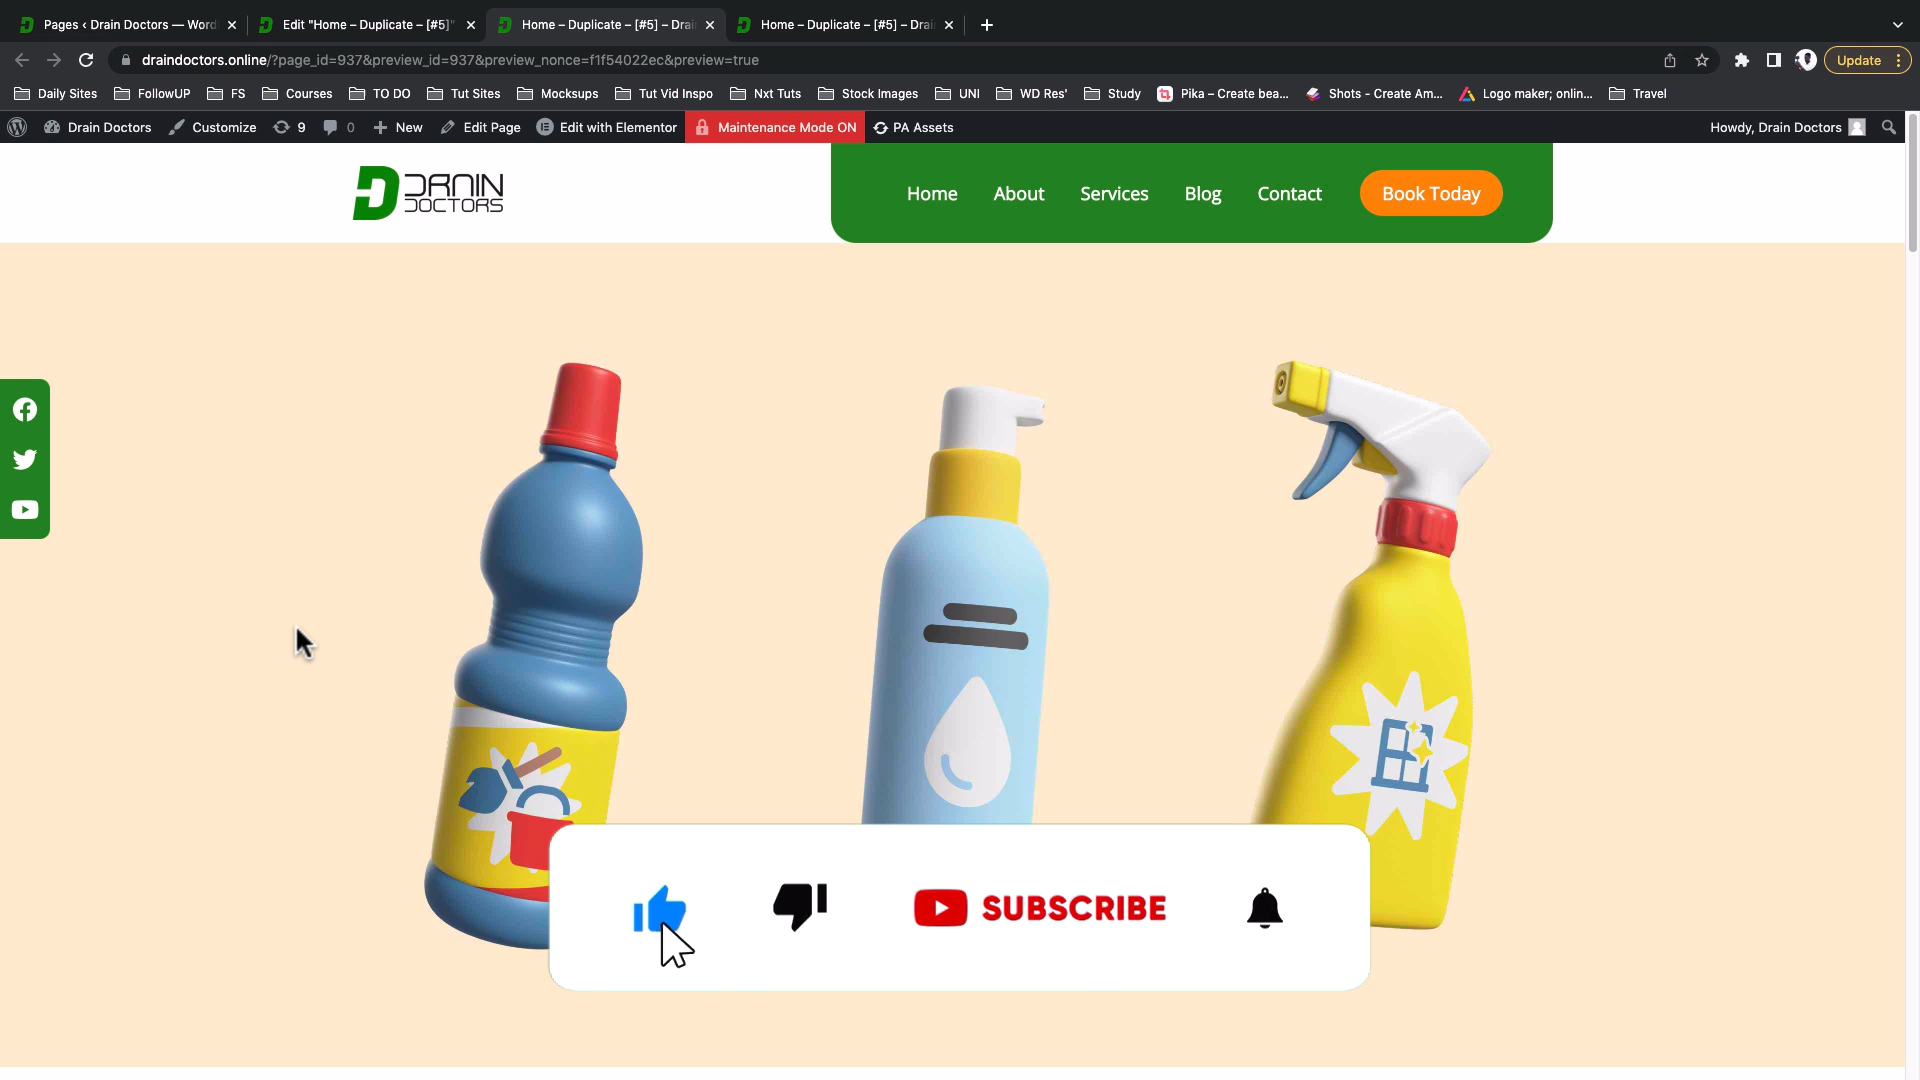 Pages ‹ Drain Doctors — Word
Edit "Home – Duplicate – [#5]"
Home – Duplicate – [#5] – Drai
Home – Duplicate – [#5] – Drai
draindoctors.online/?page_id=937&preview_id=937&preview_nonce=f1f54022ec&preview=true
Update
Daily Sites
FollowUP
FS
Courses
TO DO
Tut Sites
Mocksups
Tut Vid Inspo
Nxt Tuts
Stock Images
UNI
WD Res'
Study
Pika – Create bea...
Shots - Create Am...
Logo maker; onlin...
Travel
Drain Doctors
Customize
9
0
New
Edit Page
Edit with Elementor
Maintenance Mode ON
PA Assets
Howdy, Drain Doctors
DRAIN
DOCTORS
Home
About
Services
Blog
Contact
Book Today
SUBSCRIBE